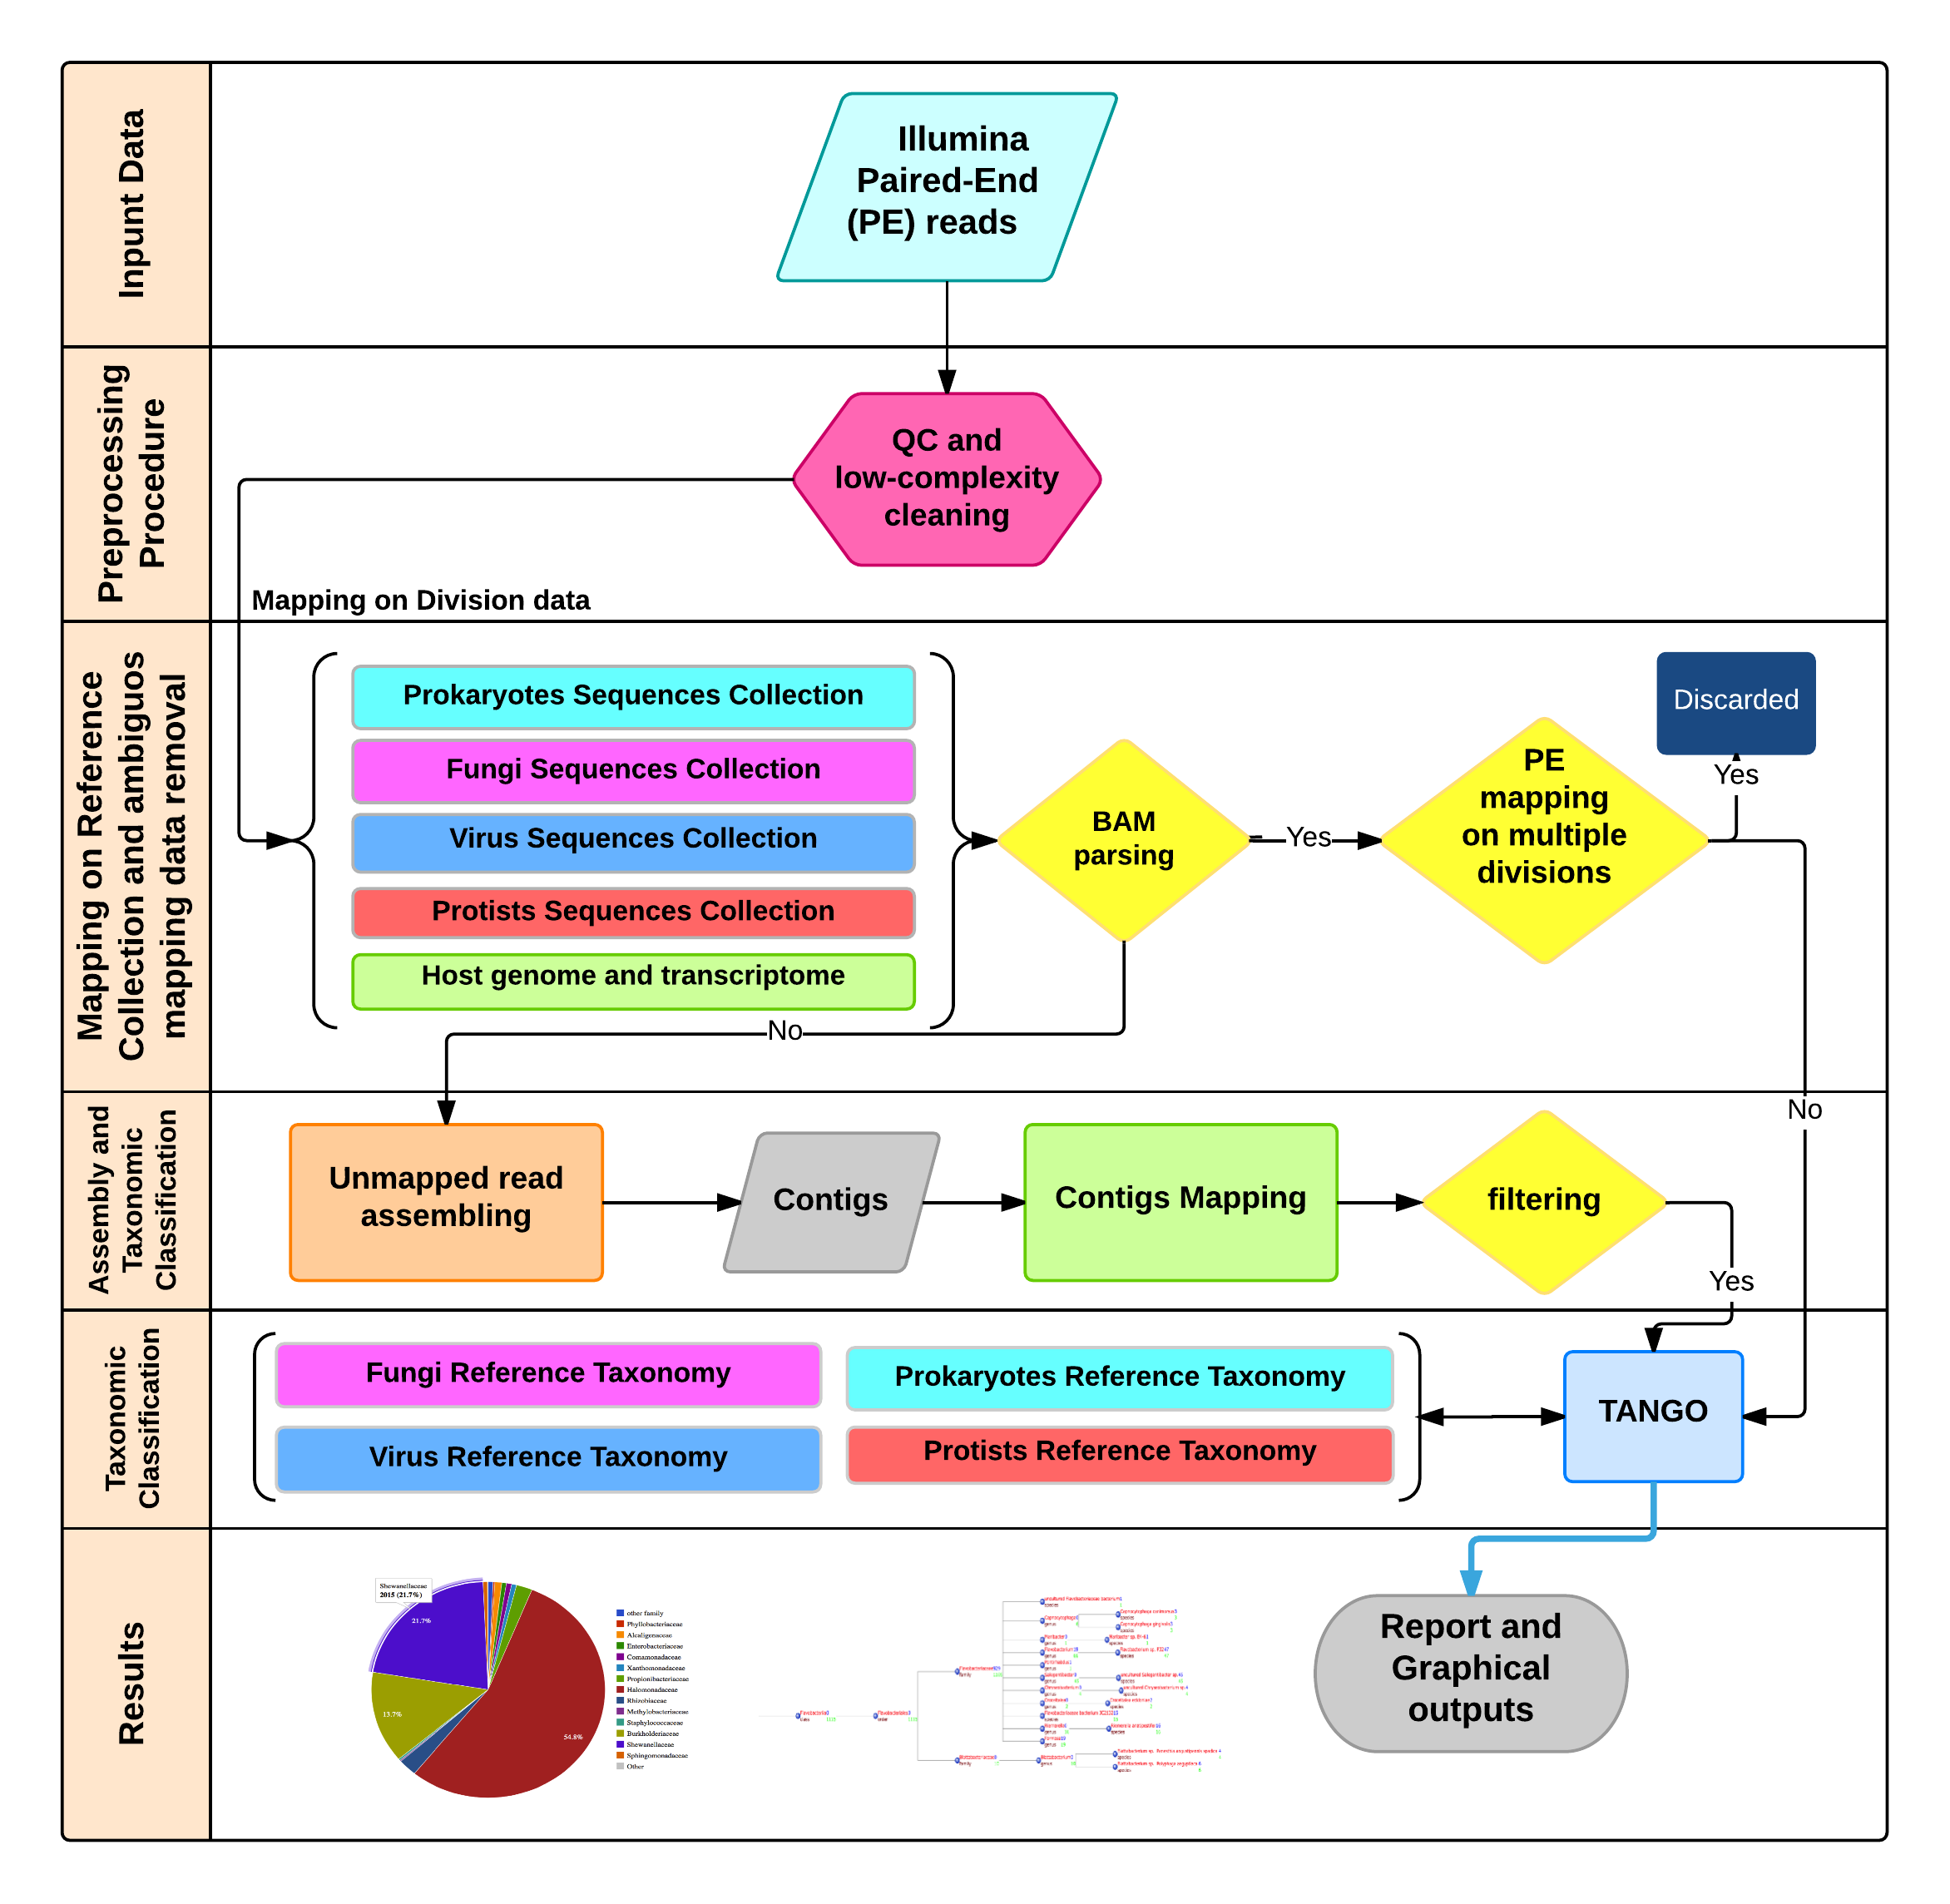 Inpunt Data
Illumina
Paired-End
(PE) reads
Preprocessing
Procedure
QC and
low-complexity
cleaning
Mapping on Division data
Mapping on Reference
Collection and ambiguos
mapping data removal
Prokaryotes Sequences Collection
Fungi Sequences Collection
Virus Sequences Collection
Protists Sequences Collection
Host genome and transcriptome
BAM
parsing
Yes
PE
mapping
on multiple
divisions
Discarded
Yes
No
No
Assembly and
Taxonomic
Classification
Unmapped read
assembling
Contigs
Contigs Mapping
filtering
Yes
Taxonomic
Classification
Fungi Reference Taxonomy
Prokaryotes Reference Taxonomy
Virus Reference Taxonomy
Protists Reference Taxonomy
TANGO
Results
Shewanellaceae
2015 (21.7%)
21.7%
13.7%
54.8%
other family
Phyllobacteriaceae
Alcaligenaceae
Enterobacteriaceae
Comamonadaceae
Xanthomonadaceae
Propionibacteriaceae
Halomonadaceae
Rhizobiaceae
Methylobacteriaceae
Staphylococcaceae
Burkholderiaceae
Shewanellaceae
Sphingomonadaceae
Other
Report and
Graphical
outputs